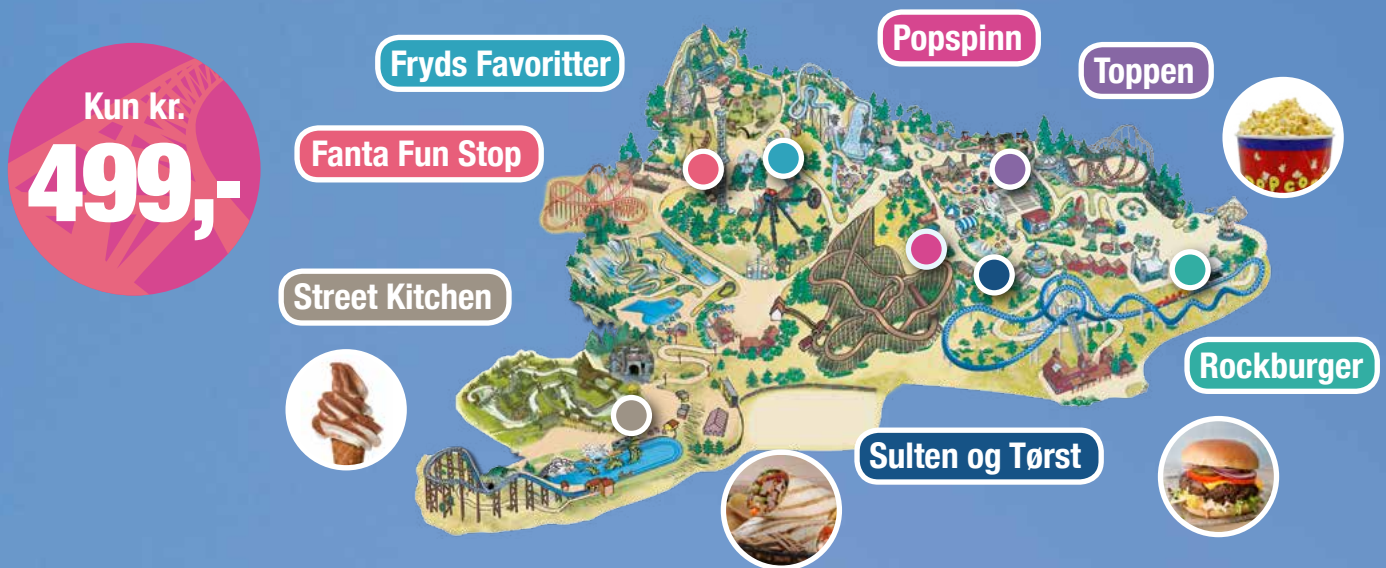 Kun kr.
499,-
Fryds Favoritter
Popspinn
Toppen
Fanta Fun Stop
Street Kitchen
Rockburger
Sulten og Tørst